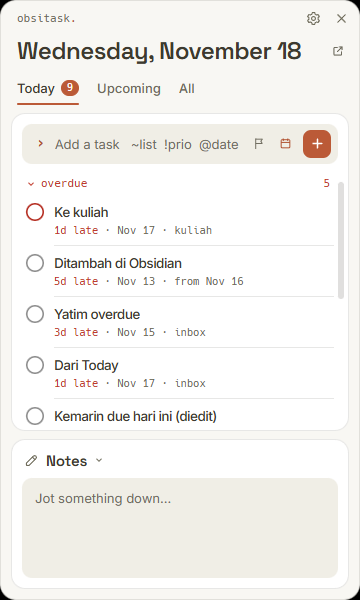 obsitask.
Wednesday, November 18
Today 9 Upcoming All
Add a task ~list !prio @date
overdue 5
Ke kuliah
1d late · Nov 17 · kuliah
Ditambah di Obsidian
5d late · Nov 13 · from Nov 16
Yatim overdue
3d late · Nov 15 · inbox
Dari Today
1d late · Nov 17 · inbox
Kemarin due hari ini (diedit)
Notes
Jot something down...